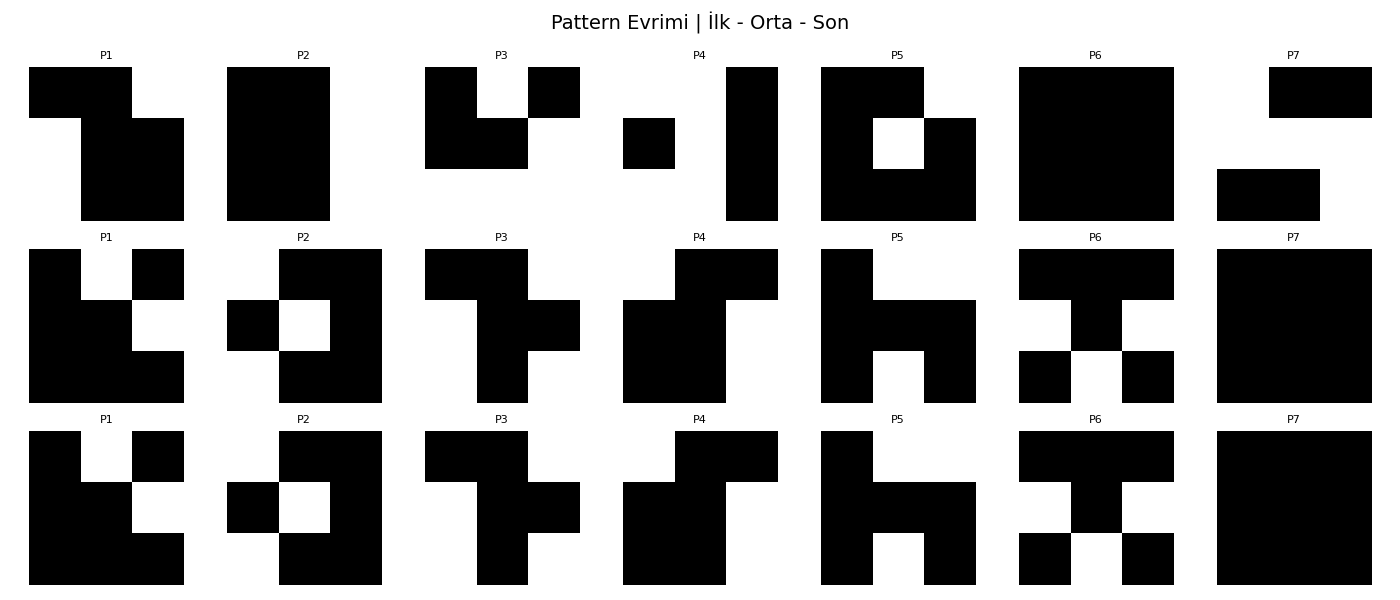 Pattern Evrimi | İlk - Orta - Son
P1 P2 P3 P4 P5 P6 P7
P1 P2 P3 P4 P5 P6 P7
P1 P2 P3 P4 P5 P6 P7